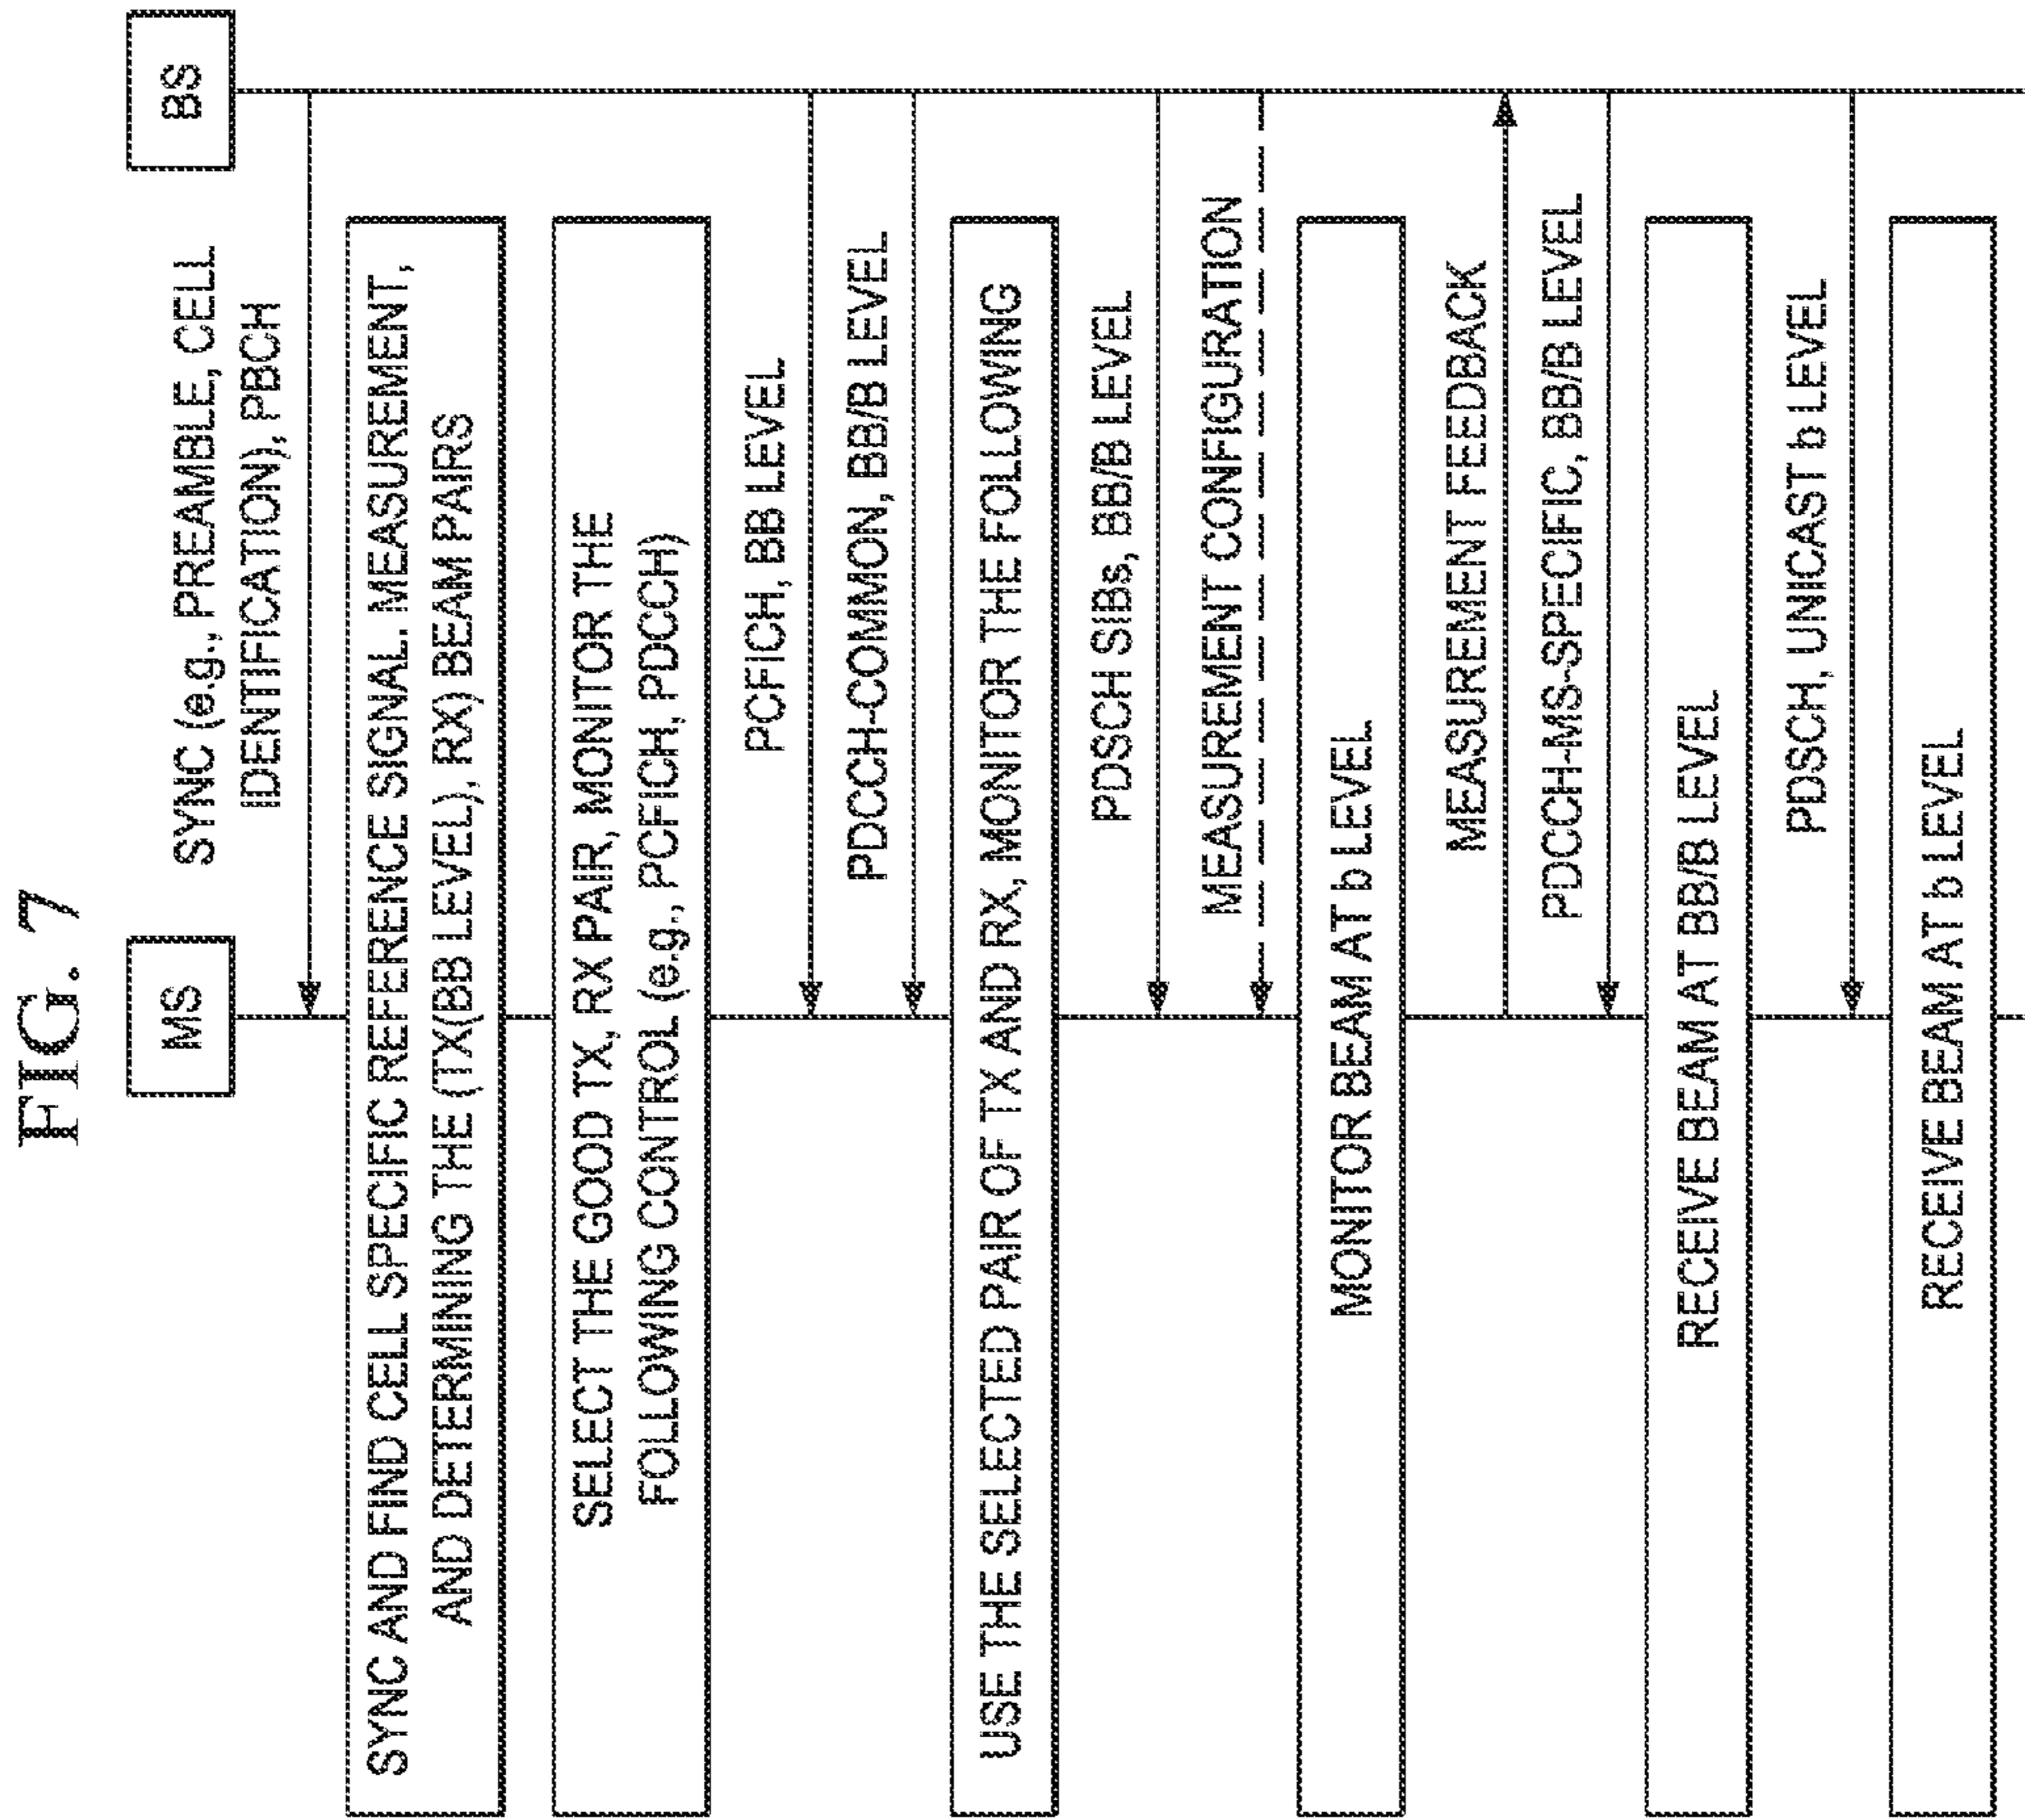 FIG. 7
MS
BS
SYNC (e.g., PREAMBLE, CELL
IDENTIFICATION), PBCH
SYNC AND FIND CELL SPECIFIC REFERENCE SIGNAL. MEASUREMENT,
AND DETERMINING THE (TX(BB LEVEL), RX) BEAM PAIRS
SELECT THE GOOD TX, RX PAIR, MONITOR THE
FOLLOWING CONTROL (e.g., PCFICH, PDCCH)
PCFICH, BB LEVEL
PDCCH-COMMON, BB/B LEVEL
USE THE SELECTED PAIR OF TX AND RX, MONITOR THE FOLLOWING
PDSCH SIBs, BB/B LEVEL
MEASUREMENT CONFIGURATION
MONITOR BEAM AT b LEVEL
MEASUREMENT FEEDBACK
PDCCH-MS-SPECIFIC, BB/B LEVEL
RECEIVE BEAM AT BB/B LEVEL
PDSCH, UNICAST b LEVEL
RECEIVE BEAM AT b LEVEL